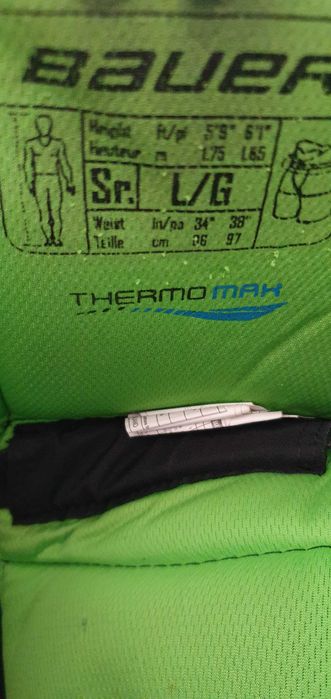 BAUER
Height ft/pi 5'9" 6'1"
Hauteur m 1.75 1.85
Sr. L/G
Waist in/po 34" 38"
Taille cm 86 97
THERMO MAX